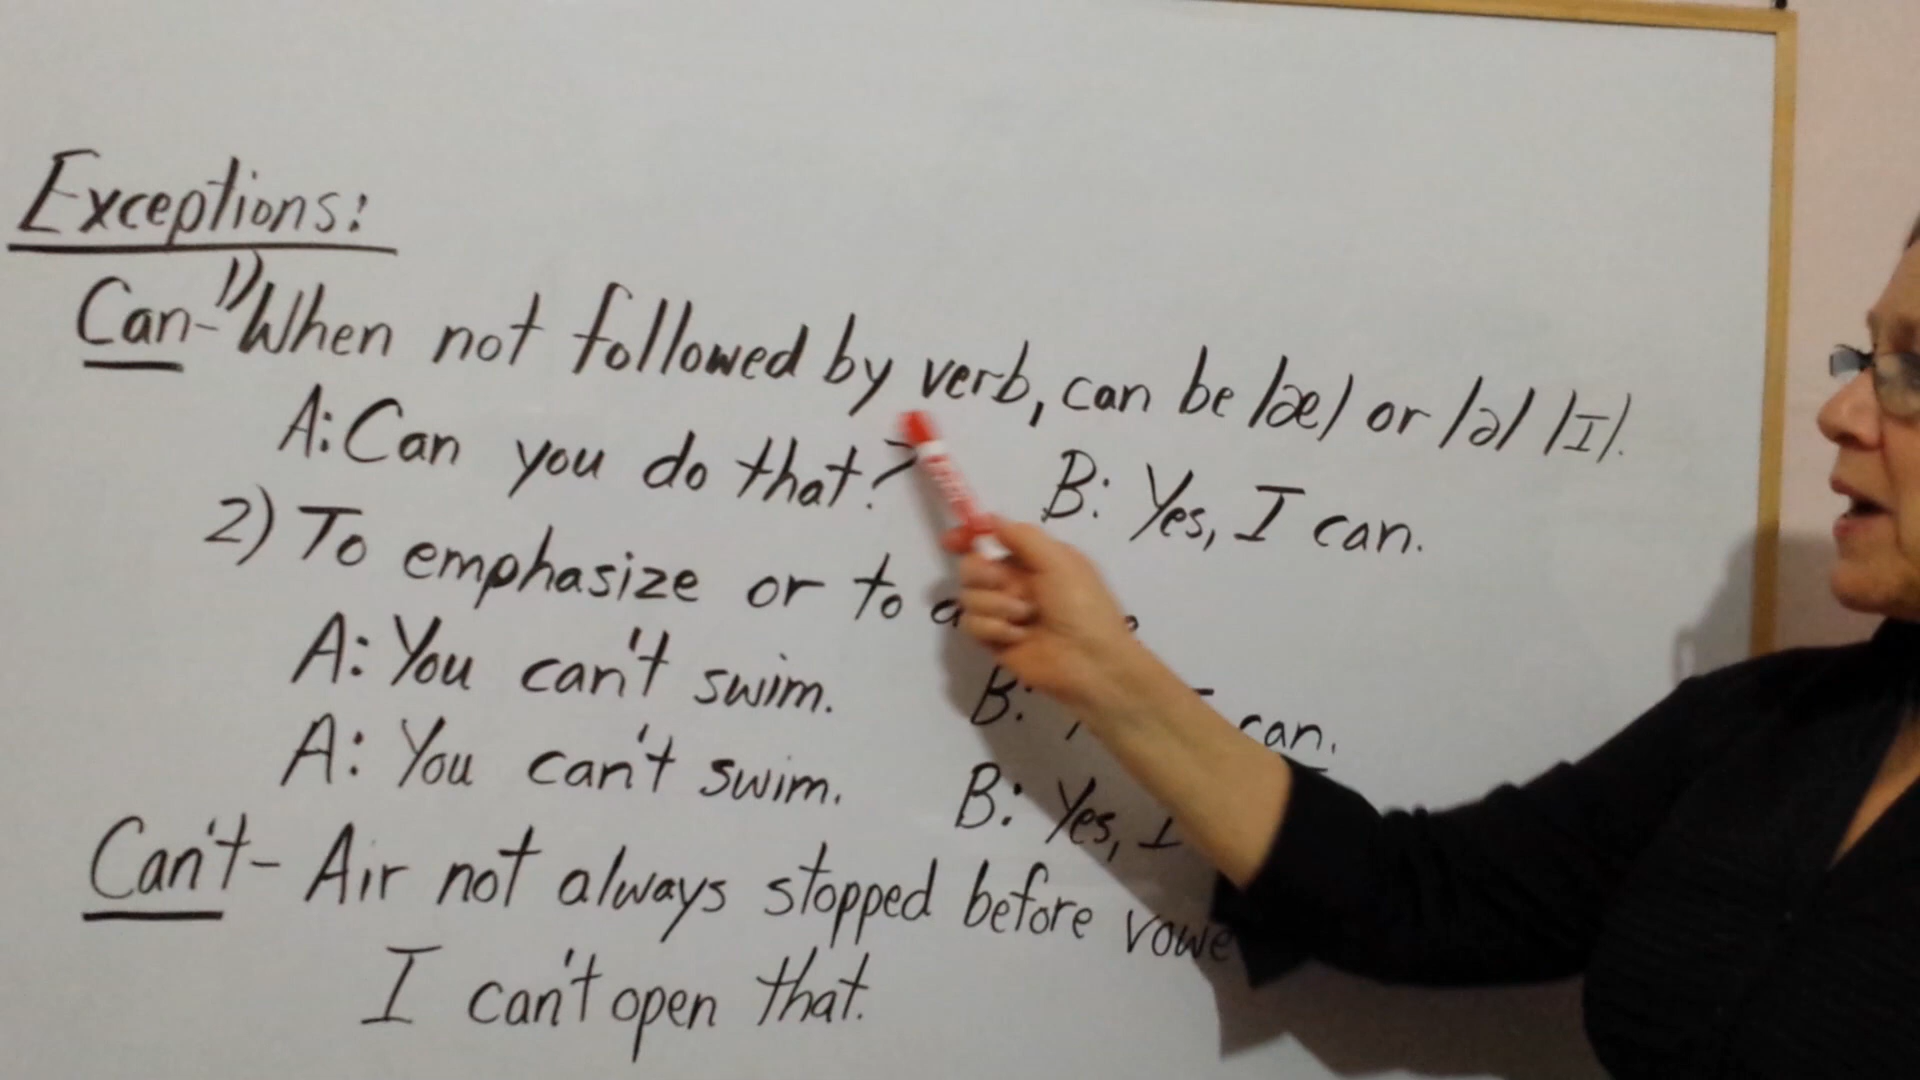 Exceptions:
Can- 1) When not followed by verb, can be /æ/ or /ə/ /ɪ/.
A: Can you do that? B: Yes, I can.
2) To emphasize or to
A: You can't swim. B: can.
A: You can't swim. B: Yes, I
Can't- Air not always stopped before
I can't open that.